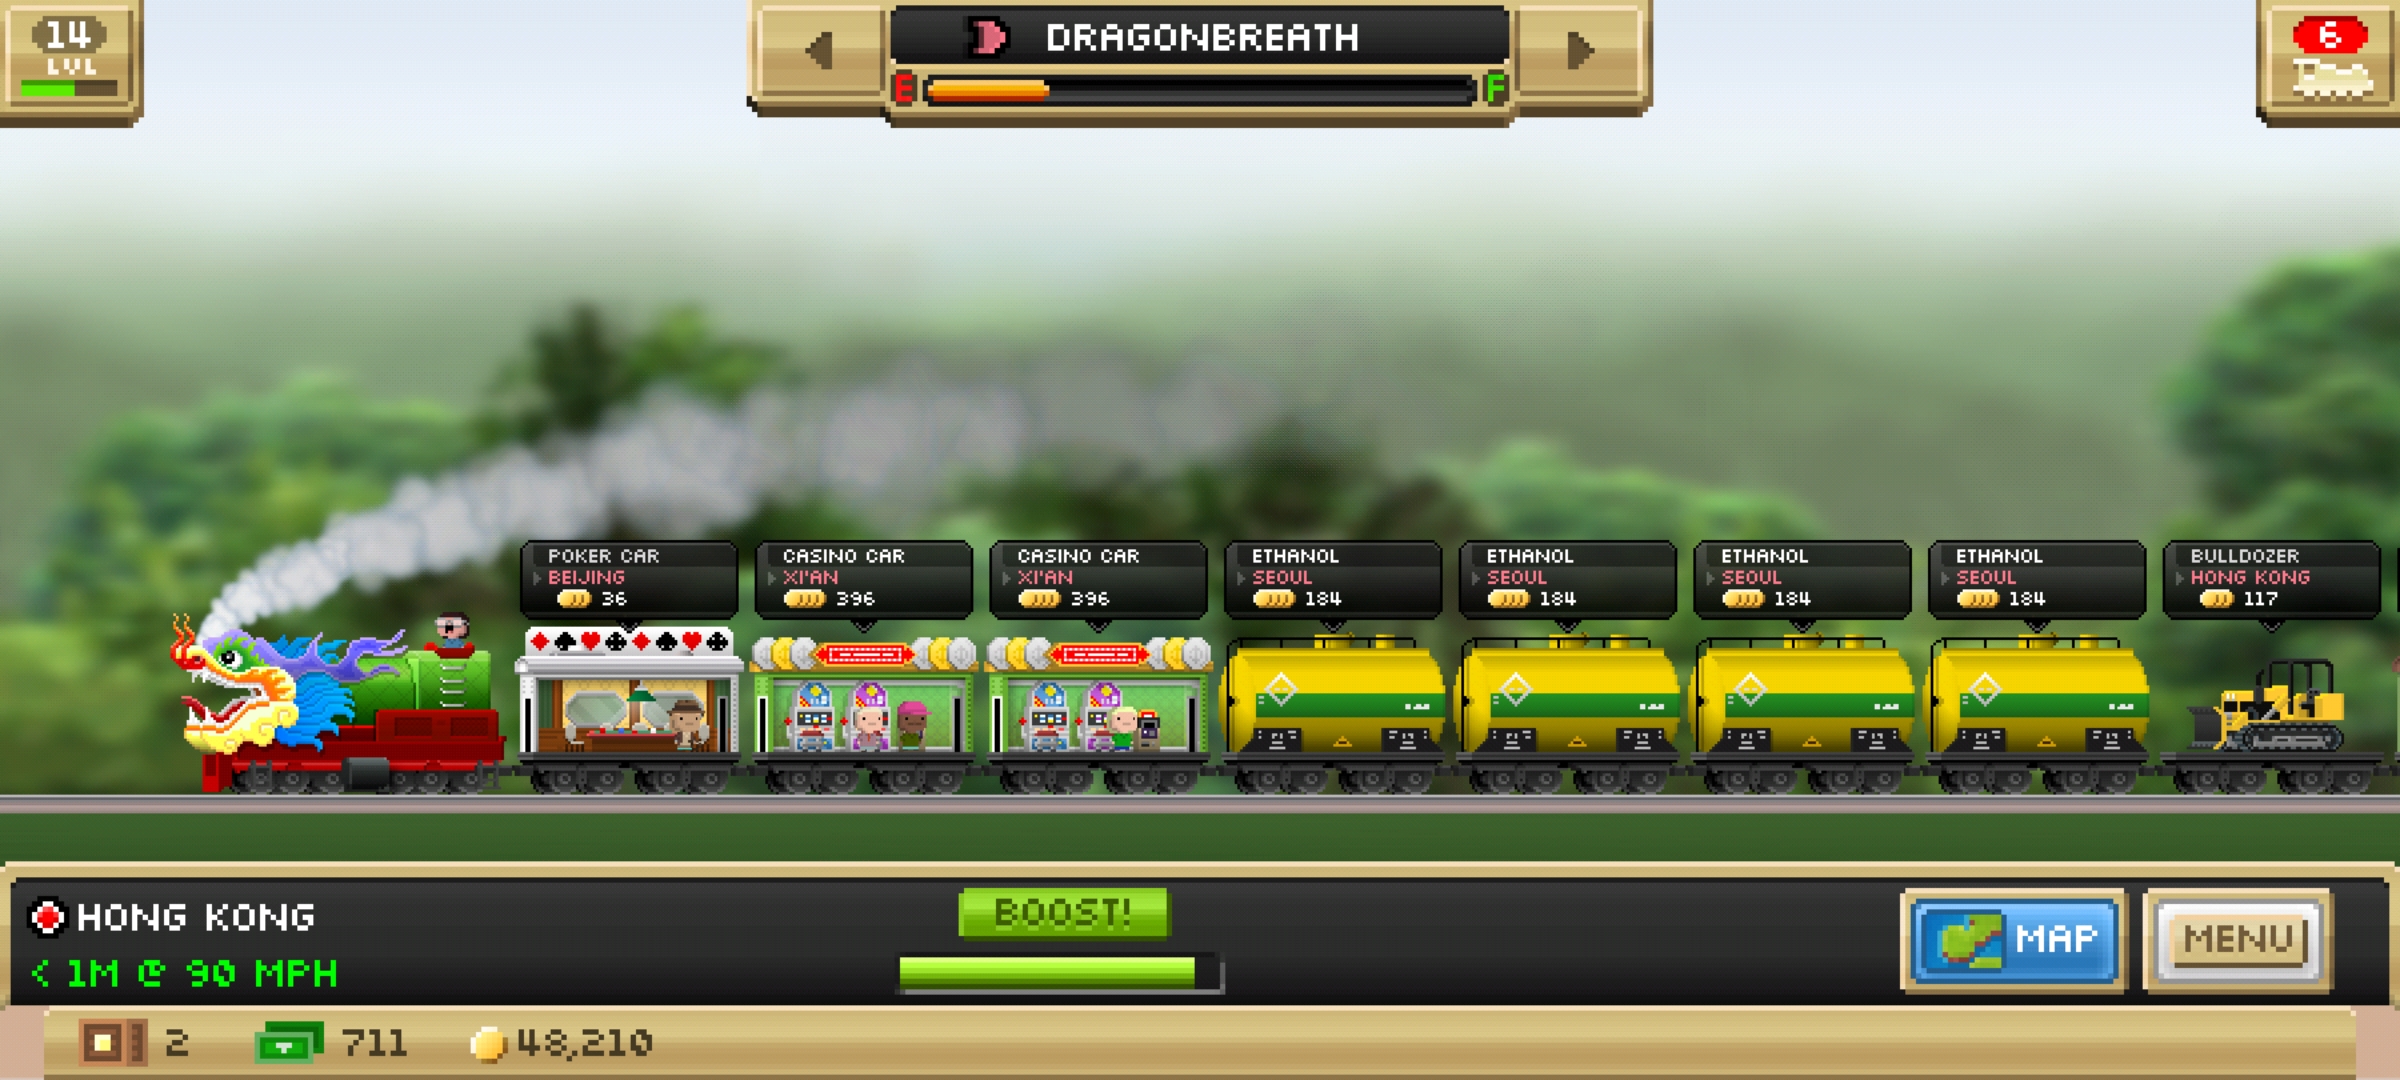 14
LVL
DRAGONBREATH
E F
6
POKER CAR
BEIJING
36
CASINO CAR
XI'AN
396
CASINO CAR
XI'AN
396
ETHANOL
SEOUL
184
ETHANOL
SEOUL
184
ETHANOL
SEOUL
184
ETHANOL
SEOUL
184
BULLDOZER
HONG KONG
117
HONG KONG
< 1M @ 90 MPH
BOOST!
MAP
MENU
2
711
48,210